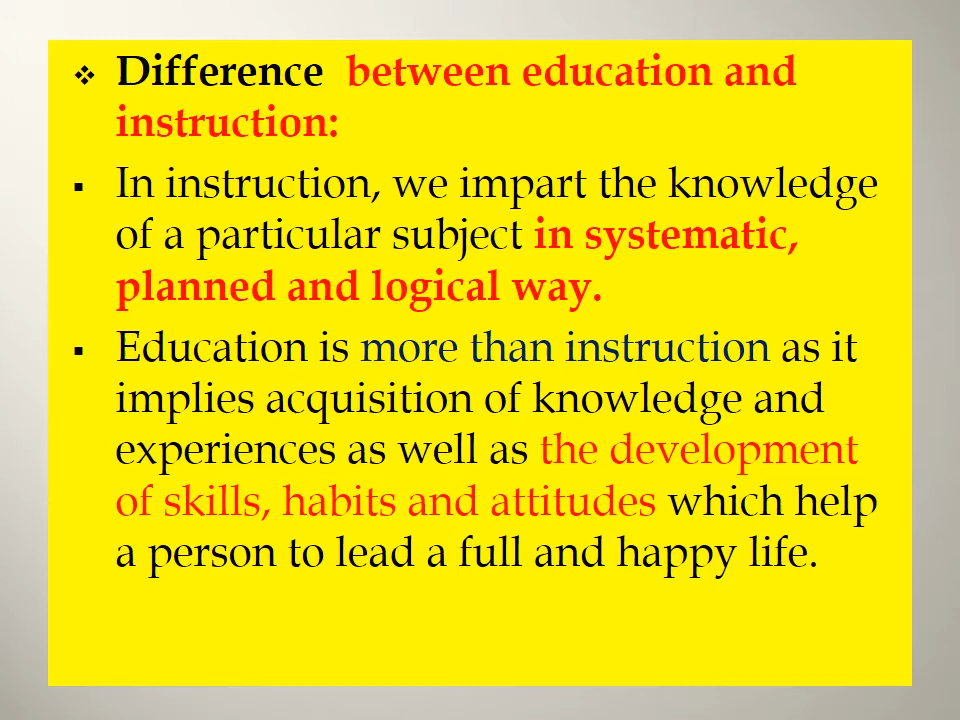 ❖ Difference between education and
instruction:
▪ In instruction, we impart the knowledge
of a particular subject in systematic,
planned and logical way.
▪ Education is more than instruction as it
implies acquisition of knowledge and
experiences as well as the development
of skills, habits and attitudes which help
a person to lead a full and happy life.